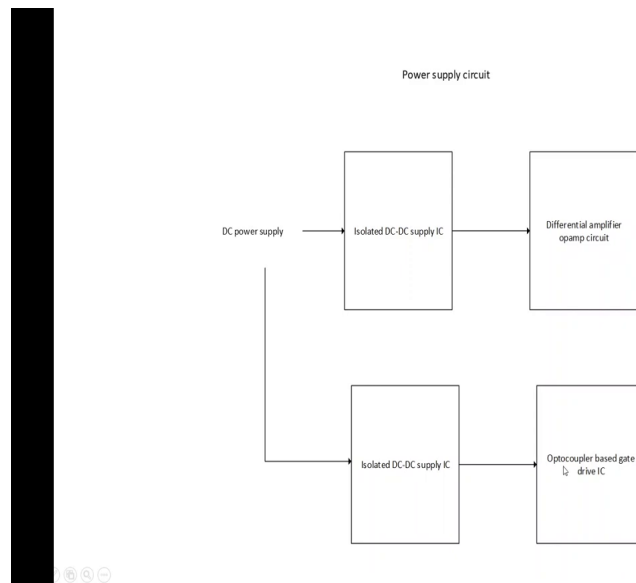 Power supply circuit
DC power supply
Isolated DC-DC supply IC
Differential amplifier
opamp circuit
Isolated DC-DC supply IC
Optocoupler based gate
drive IC